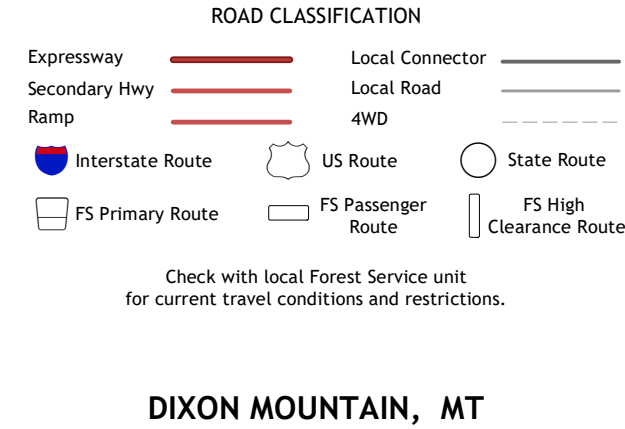 ROAD CLASSIFICATION
Expressway
Local Connector
Secondary Hwy
Local Road
Ramp
4WD
Interstate Route
US Route
State Route
FS Primary Route
FS Passenger
Route
FS High
Clearance Route
Check with local Forest Service unit
for current travel conditions and restrictions.
DIXON MOUNTAIN, MT